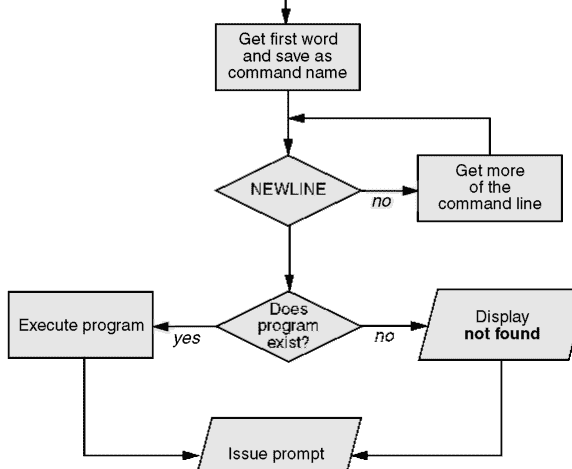 Get first word
and save as
command name
NEWLINE
no
Get more
of the
command line
Does
program
exist?
yes
no
Execute program
Display
not found
Issue prompt